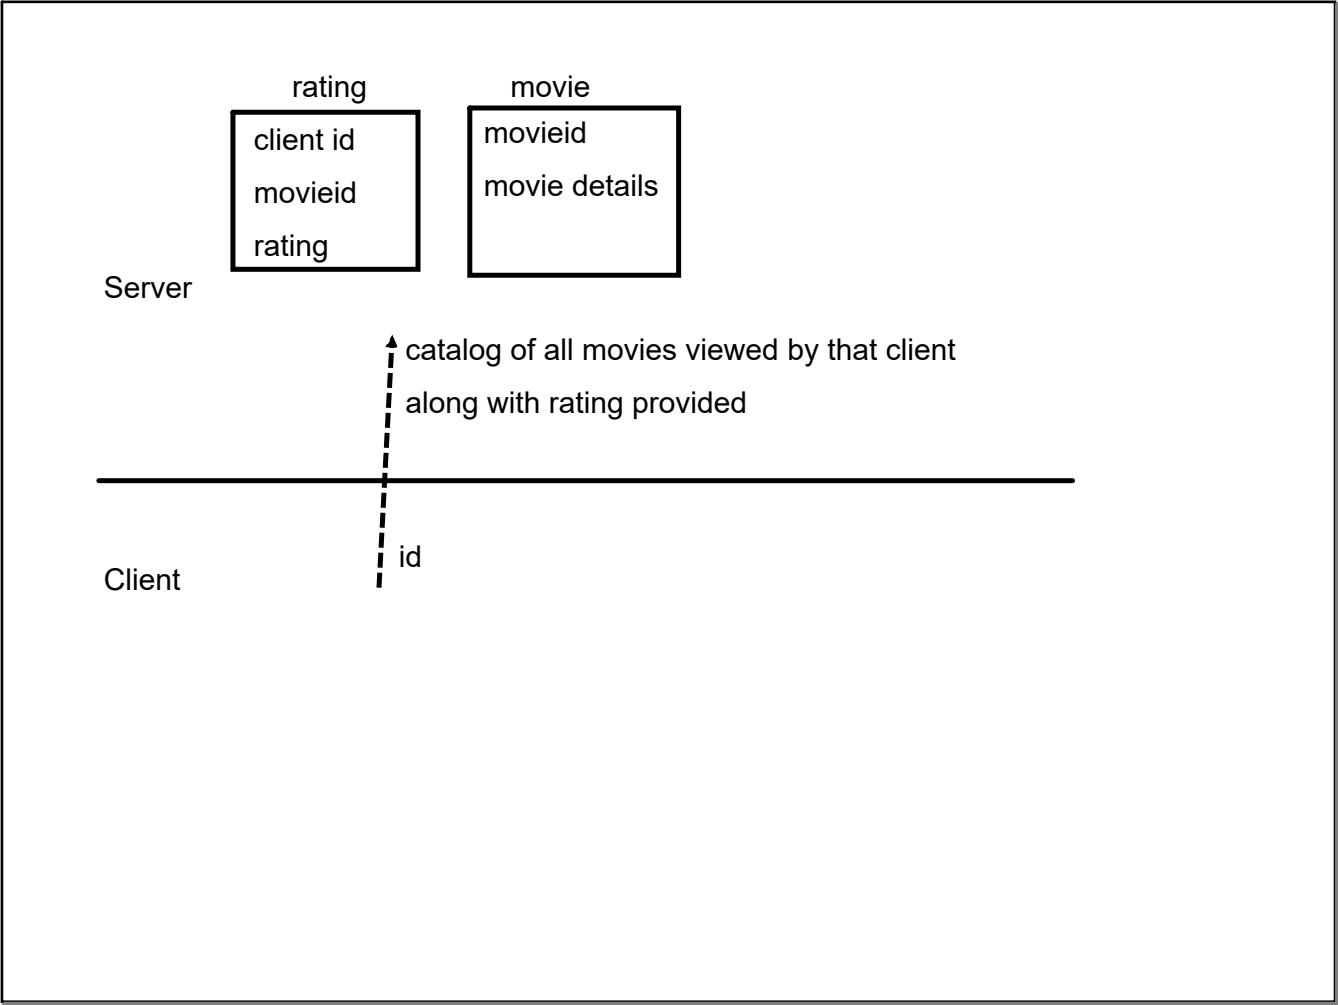 rating
movie
client id
movieid
rating
movieid
movie details
Server
catalog of all movies viewed by that client
along with rating provided
id
Client